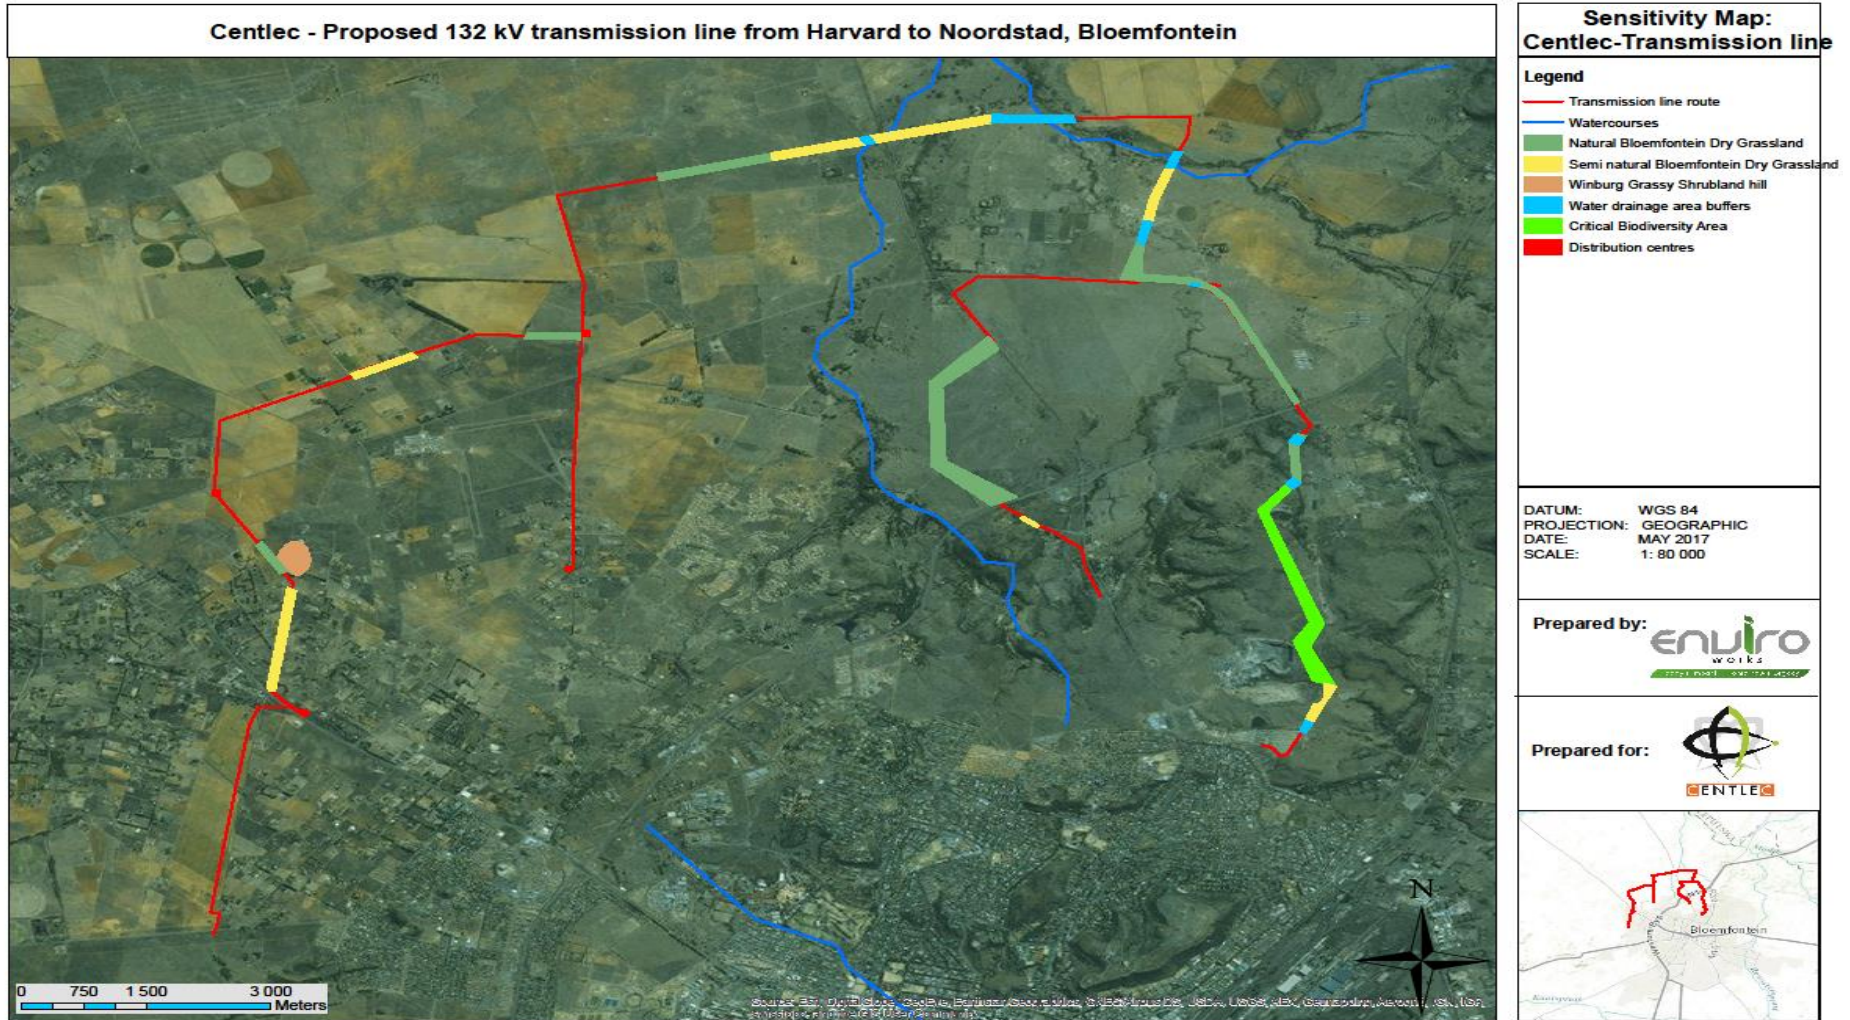 Centlec - Proposed 132 kV transmission line from Harvard to Noordstad, Bloemfontein
Sensitivity Map:
Centlec-Transmission line
Legend
Transmission line route
Watercourses
Natural Bloemfontein Dry Grassland
Semi natural Bloemfontein Dry Grassland
Winburg Grassy Shrubland hill
Water drainage area buffers
Critical Biodiversity Area
Distribution centres
DATUM: WGS 84
PROJECTION: GEOGRAPHIC
DATE: MAY 2017
SCALE: 1: 80 000
Prepared by:
enviro
works
Prepared for:
CENTLEC
N
0 750 1 500 3 000
Meters
Bloemfontein